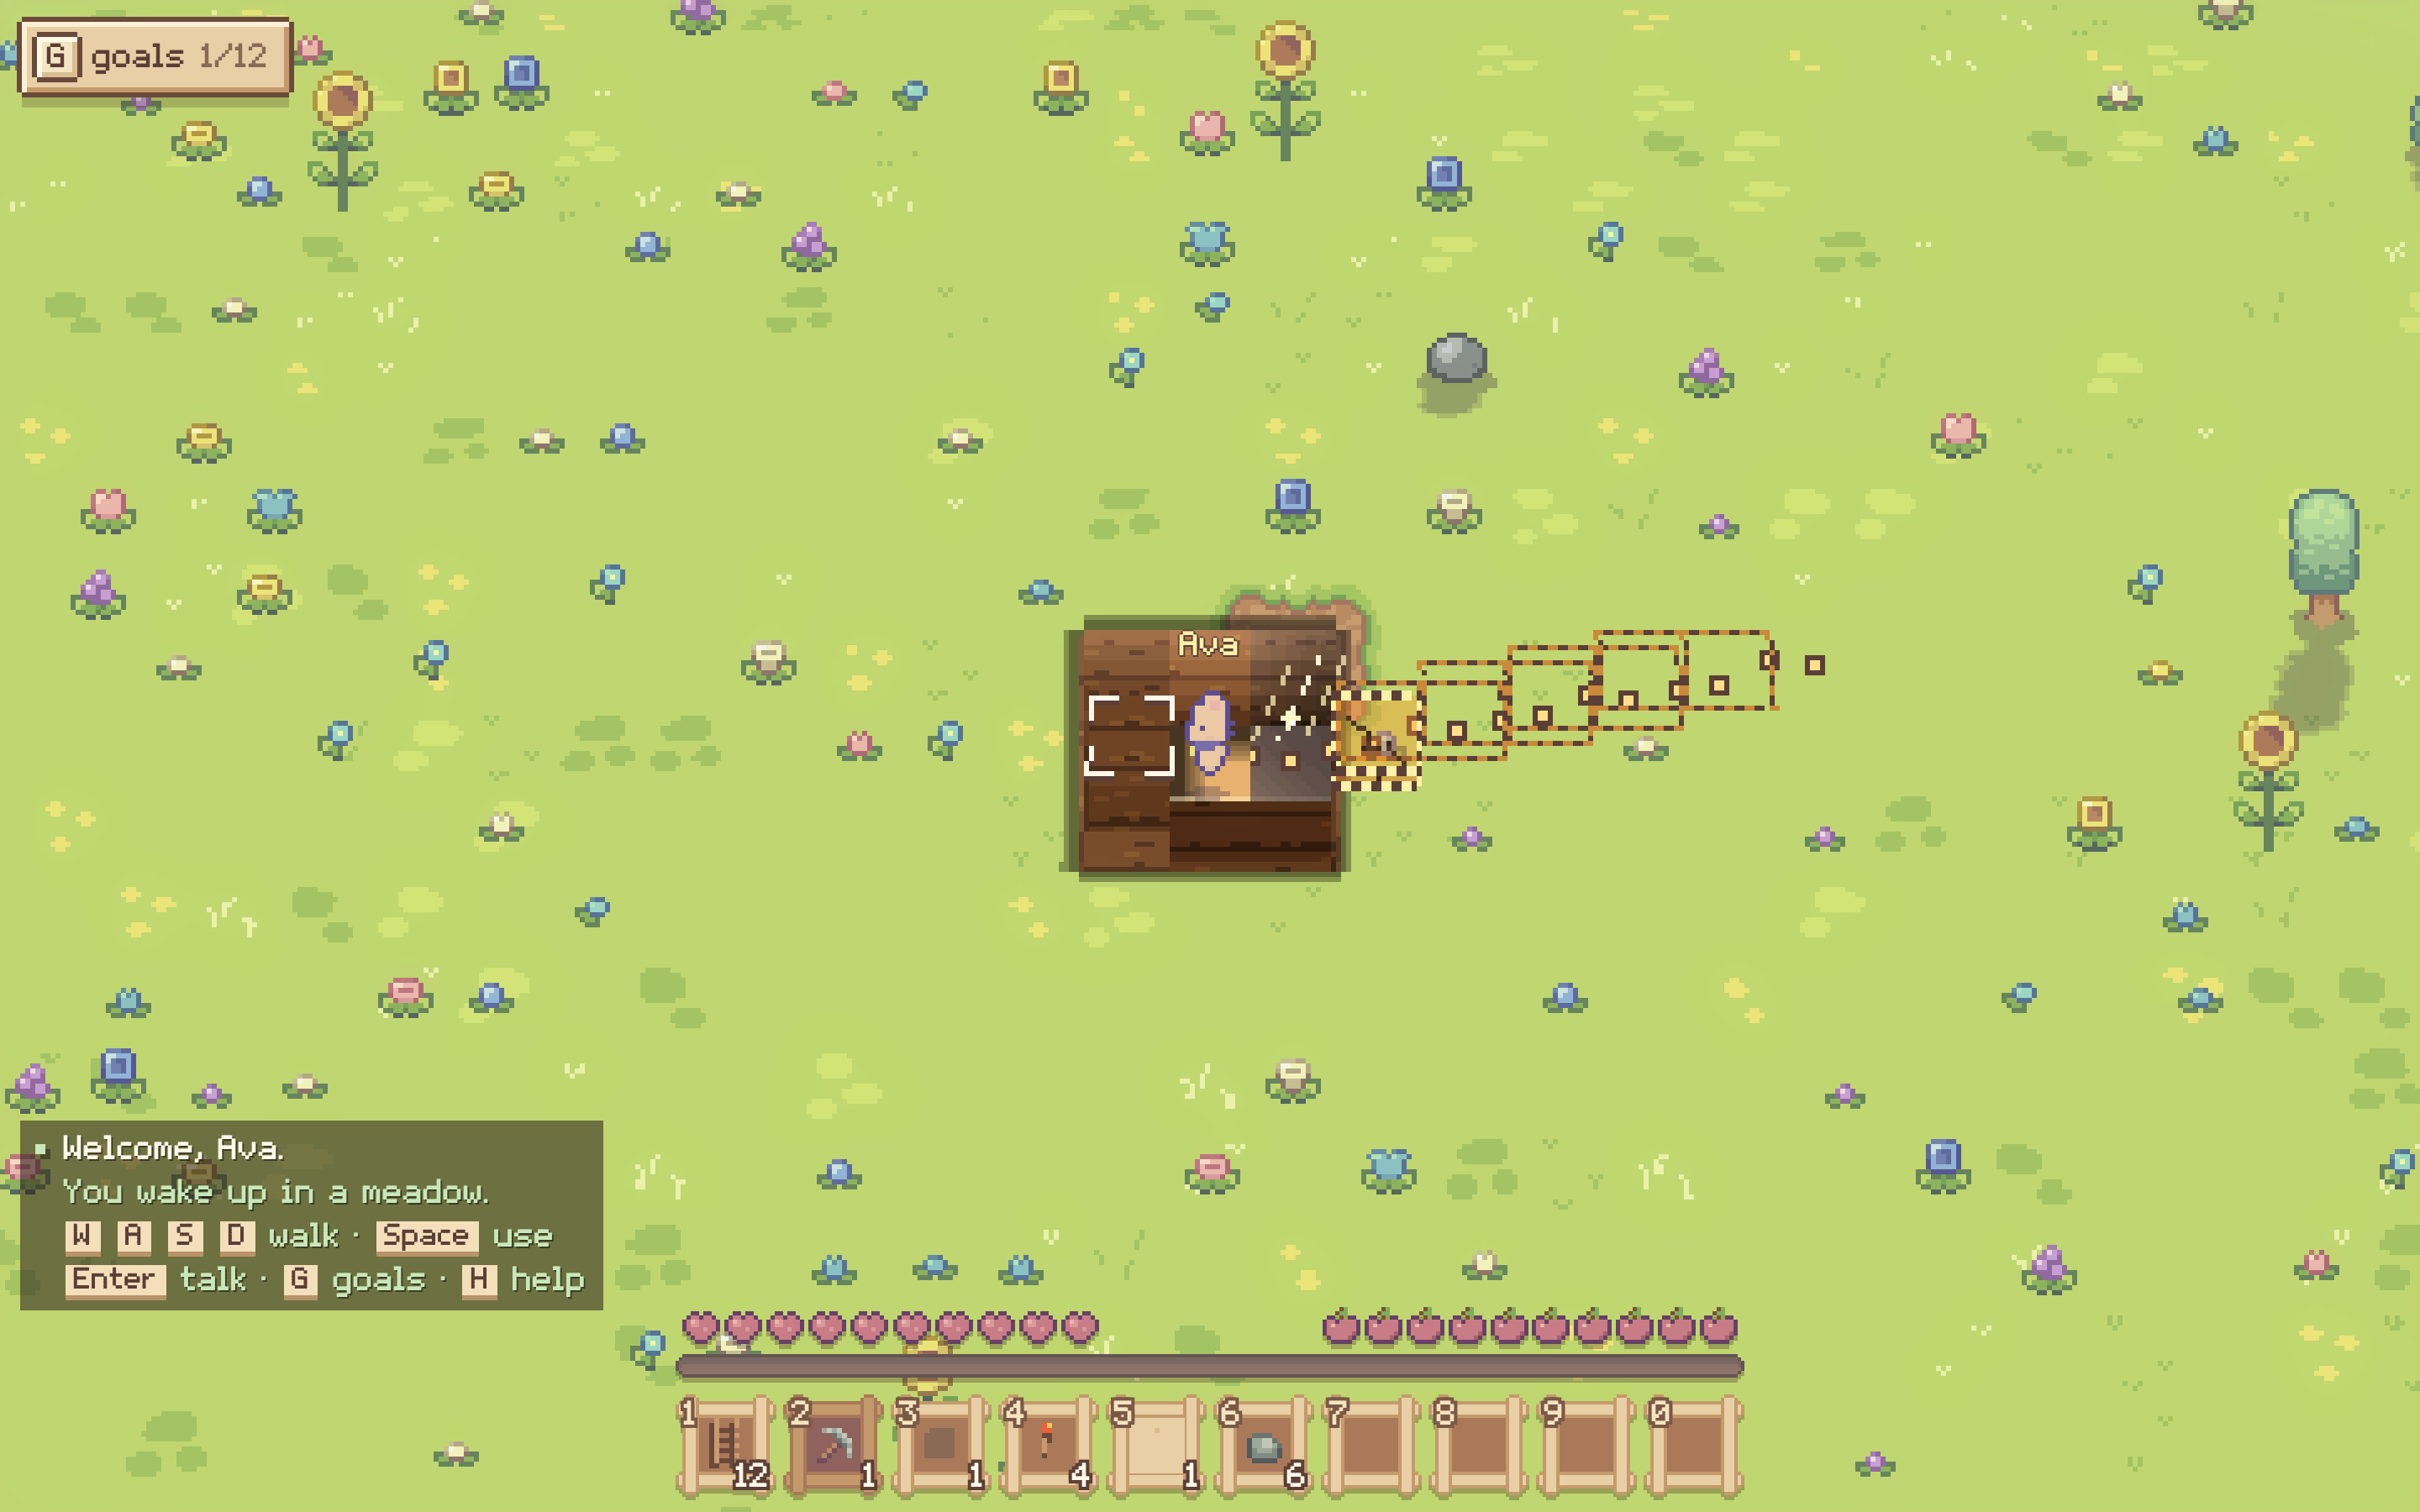 G goals 1/12
Ava
Welcome, Ava.
You wake up in a meadow.
W A S D walk · Space use
Enter talk · G goals · H help
1 2 3 4 5 6 7 8 9 0
12 1 1 4 1 6